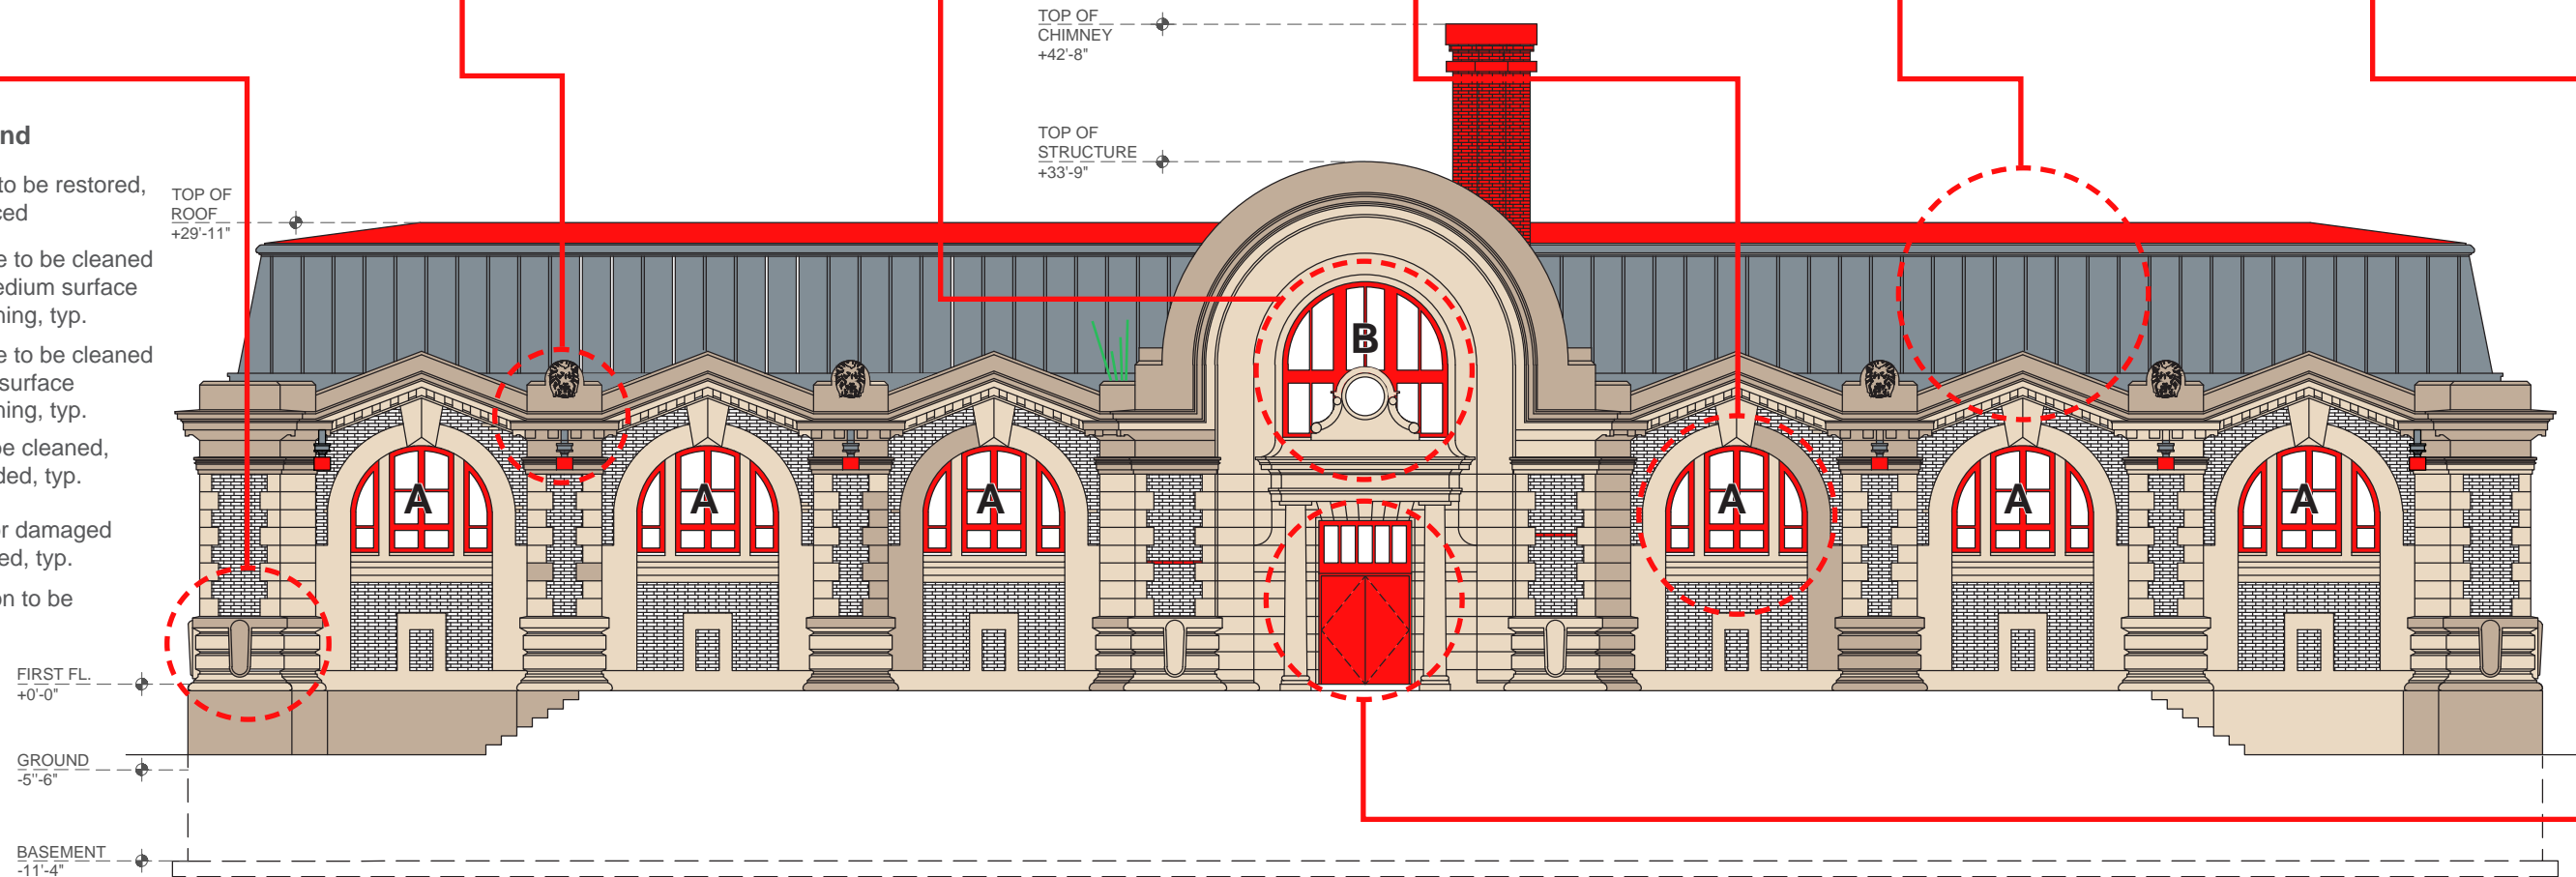 TOP OF
CHIMNEY
+42'-8"
TOP OF
STRUCTURE
+33'-9"
TOP OF
ROOF
+29'-11"
nd
to be restored,
ced
e to be cleaned
edium surface
ning, typ.
e to be cleaned
surface
ning, typ.
be cleaned,
ded, typ.
or damaged
ed, typ.
on to be
B
A
A
A
A
A
A
FIRST FL.
+0'-0"
GROUND
-5"-6"
BASEMENT
-11'-4"